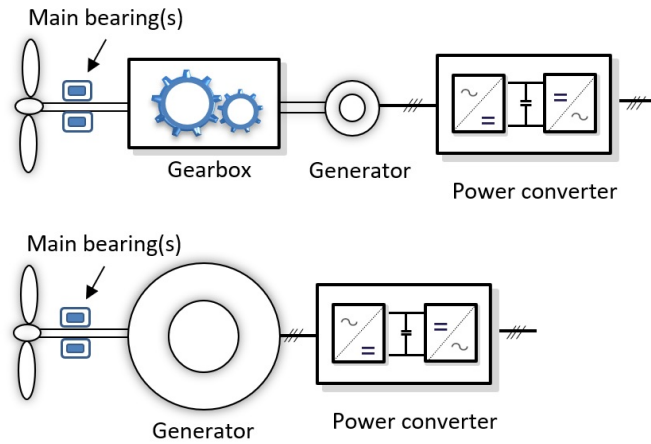 Main bearing(s)
Gearbox
Generator
Power converter
Main bearing(s)
Generator
Power converter